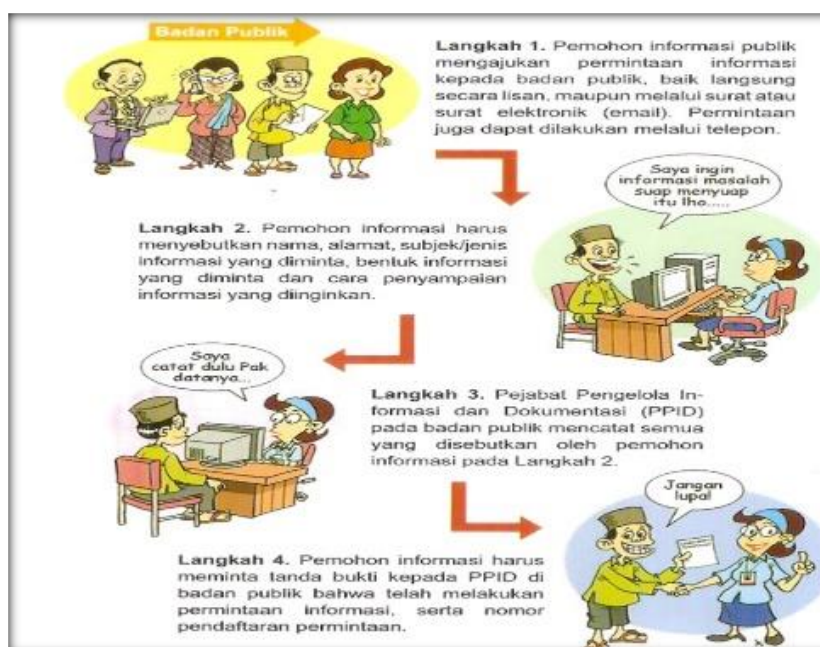 Badan Publik
Langkah 1. Pemohon informasi publik
mengajukan permintaan informasi
kepada badan publik, baik langsung
secara lisan, maupun melalui surat atau
surat elektronik (email). Permintaan
juga dapat dilakukan melalui telepon.
Saya ingin
informasi masalah
suap menyuap
itu lho.....
Langkah 2. Pemohon informasi harus
menyebutkan nama, alamat, subjek/jenis
informasi yang diminta, bentuk informasi
yang diminta dan cara penyampaian
informasi yang diinginkan.
Saya
catat dulu Pak
datanya...
Langkah 3. Pejabat Pengelola In-
formasi dan Dokumentasi (PPID)
pada badan publik mencatat semua
yang disebutkan oleh pemohon
informasi pada Langkah 2.
Jangan
lupa!
Langkah 4. Pemohon informasi harus
meminta tanda bukti kepada PPID di
badan publik bahwa telah melakukan
permintaan informasi, serta nomor
pendaftaran permintaan.